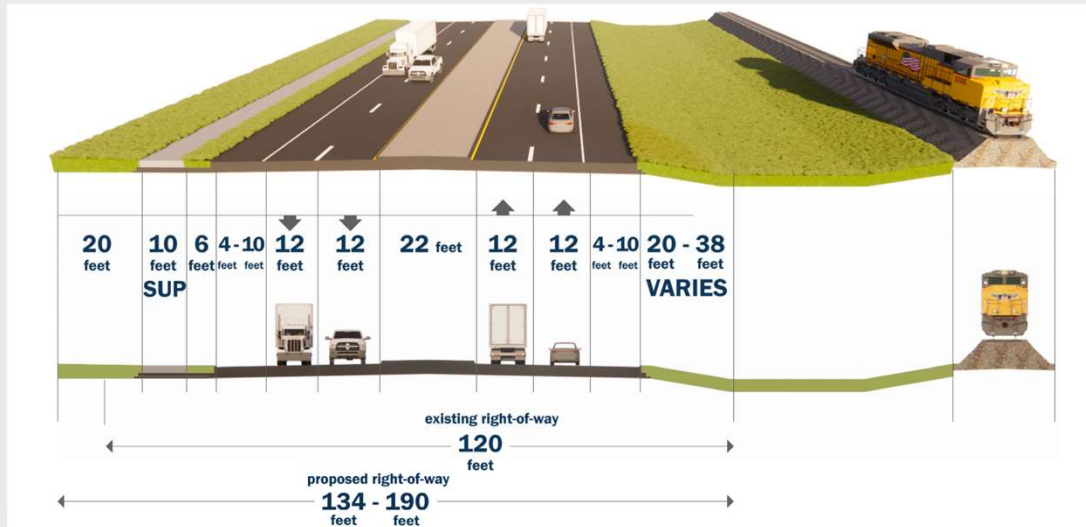 20 10 6 4 - 10 12 12 22 feet 12 12 4 - 10 20 - 38
feet feet feet feet feet feet feet feet feet feet feet feet feet
SUP VARIES
existing right-of-way
120
feet
proposed right-of-way
134 - 190
feet feet